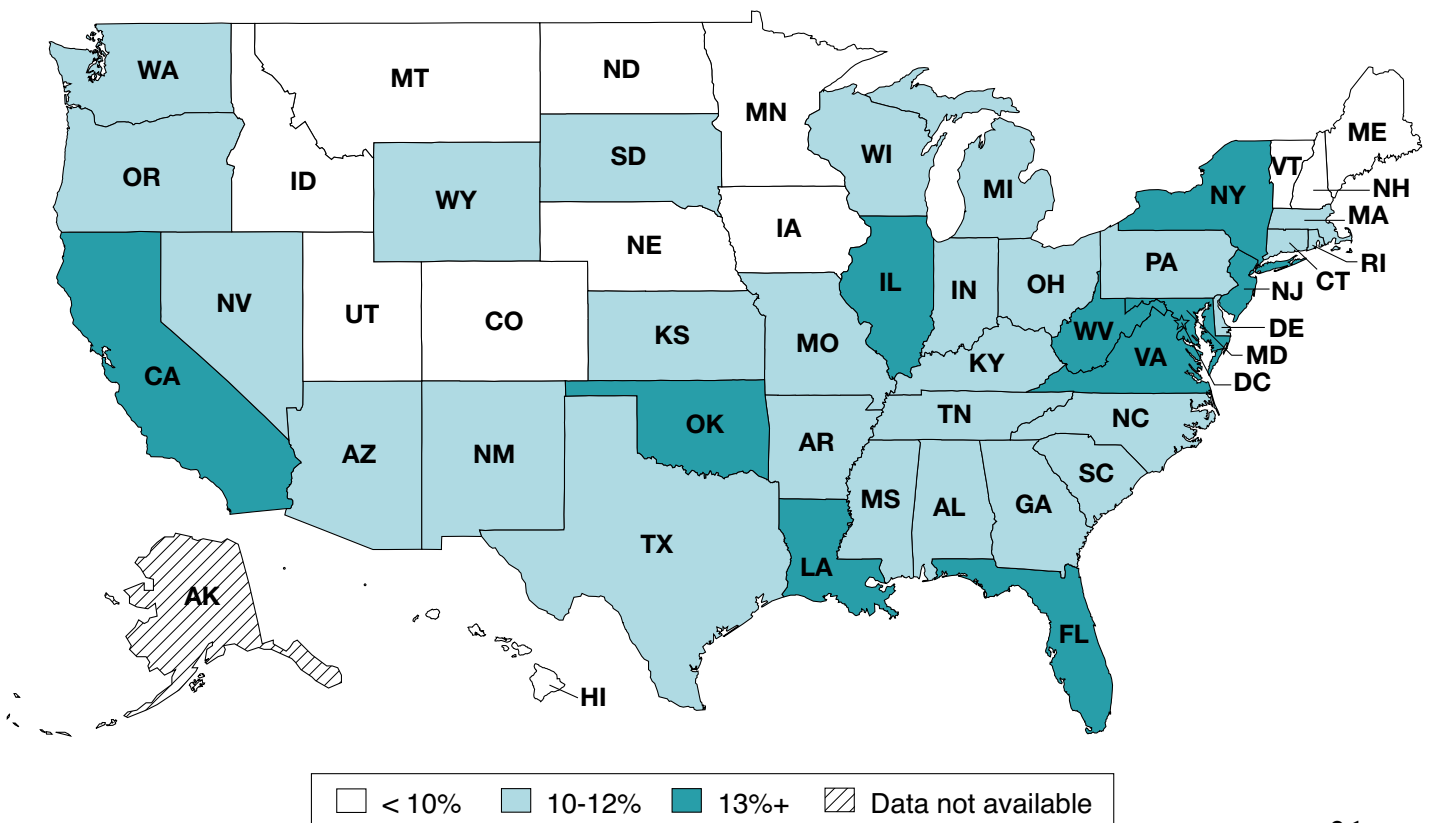 WA
MT
ND
MN
ME
OR
ID
WY
SD
WI
MI
VT
NH
NY
MA
NE
IA
PA
RI
CT
NV
UT
CO
IL
IN
OH
NJ
DE
KS
MO
WV
VA
MD
DC
CA
KY
AZ
NM
OK
AR
TN
NC
SC
MS
AL
GA
TX
LA
AK
FL
HI
< 10% 10-12% 13%+ Data not available